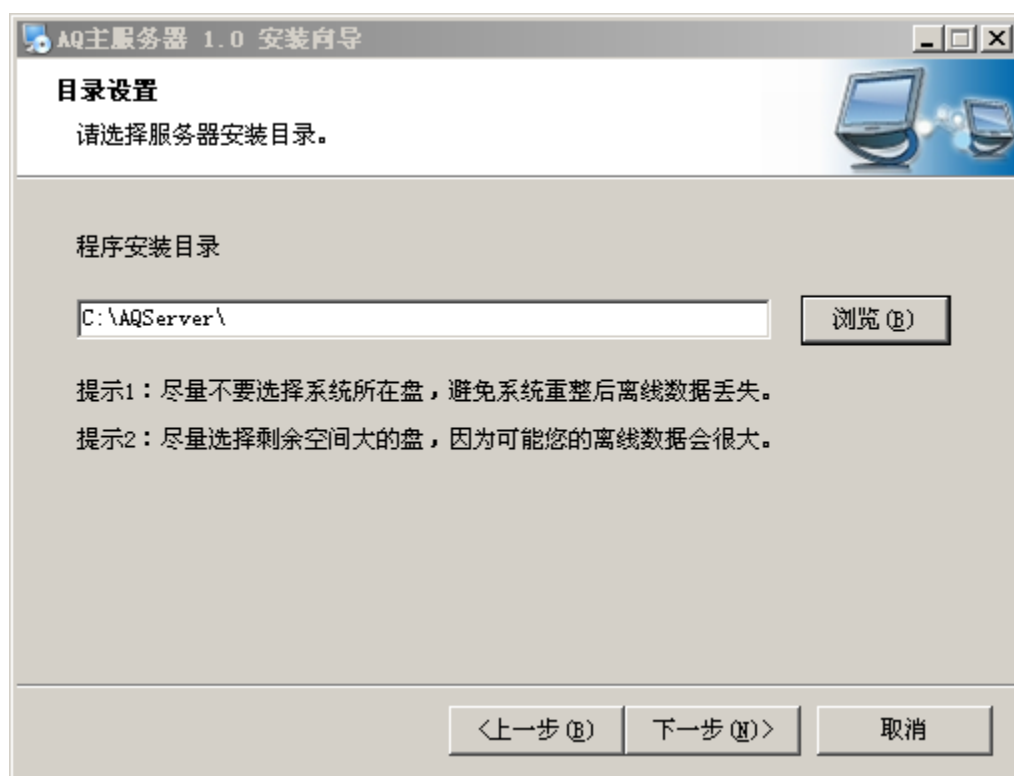 AQ主服务器 1.0 安装向导
目录设置
请选择服务器安装目录。
程序安装目录
C:\AQServer\
浏览(B)
提示1：尽量不要选择系统所在盘，避免系统重整后离线数据丢失。
提示2：尽量选择剩余空间大的盘，因为可能您的离线数据会很大。
<上一步(B) 下一步(N)> 取消